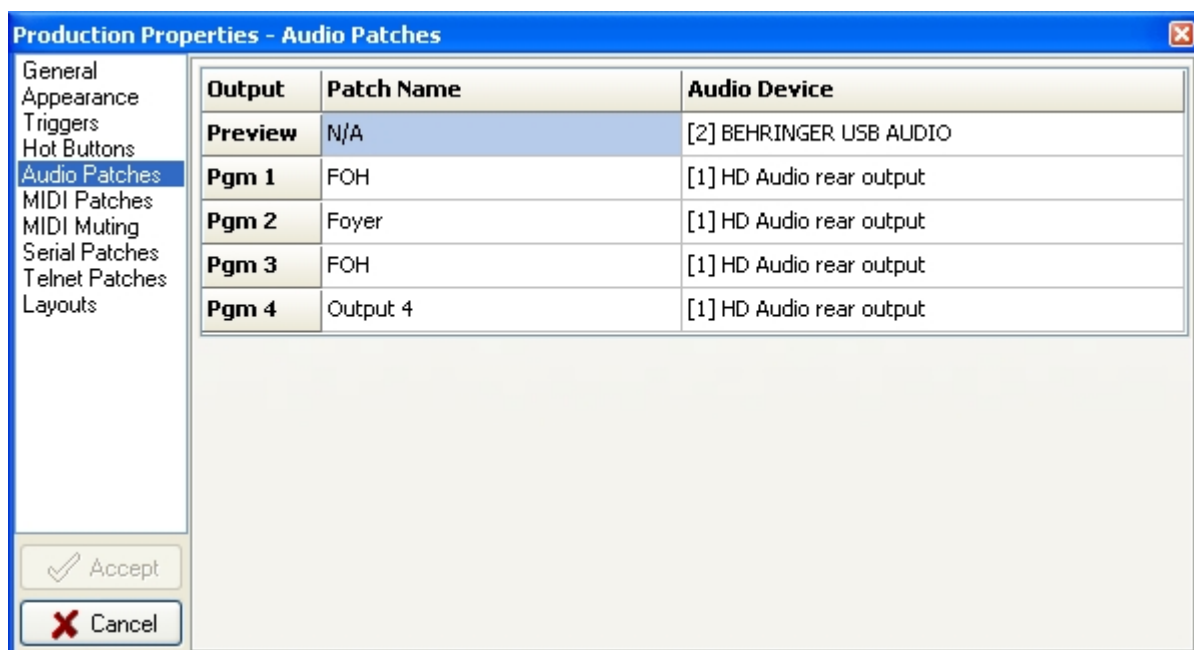 Production Properties - Audio Patches
General
Appearance
Triggers
Hot Buttons
Audio Patches
MIDI Patches
MIDI Muting
Serial Patches
Telnet Patches
Layouts
Output Patch Name Audio Device
Preview N/A [2] BEHRINGER USB AUDIO
Pgm 1 FOH [1] HD Audio rear output
Pgm 2 Foyer [1] HD Audio rear output
Pgm 3 FOH [1] HD Audio rear output
Pgm 4 Output 4 [1] HD Audio rear output
Accept
Cancel